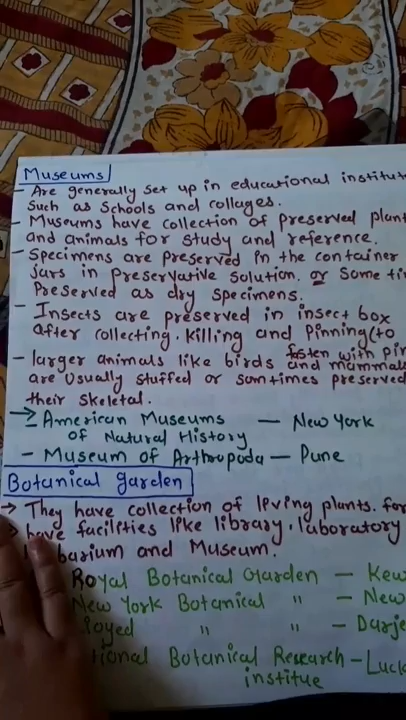 Museums
- Are generally set up in educational institut
such as schools and collages.
- Museums have collection of preserved plant
and animals for study and reference.
- Specimens are preserved in the container
jars in preservative solution. or Some tim
Preserved as dry specimens.
- Insects are preserved in insect box
after collecting. killing and pinning (to
fasten with pin
- larger animals like birds and mammals
are usually stuffed or somtimes preserved
their skeletal.
→ American Museums — New York
of Natural History
- Museum of Arthropoda — Pune
Botanical garden
→ They have collection of leving plants. for
→ have facilities like library, laboratory
barium and Museum.
Royal Botanical Garden — Kew
New York Botanical " — New
loyed " " — Darje
tional Botanical Research — Luck
institue